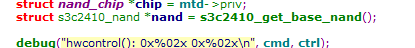 struct nand_chip *chip = mtd->priv;
struct s3c2410_nand *nand = s3c2410_get_base_nand();
debug("hwcontrol(): 0x%02x 0x%02x\n", cmd, ctrl);